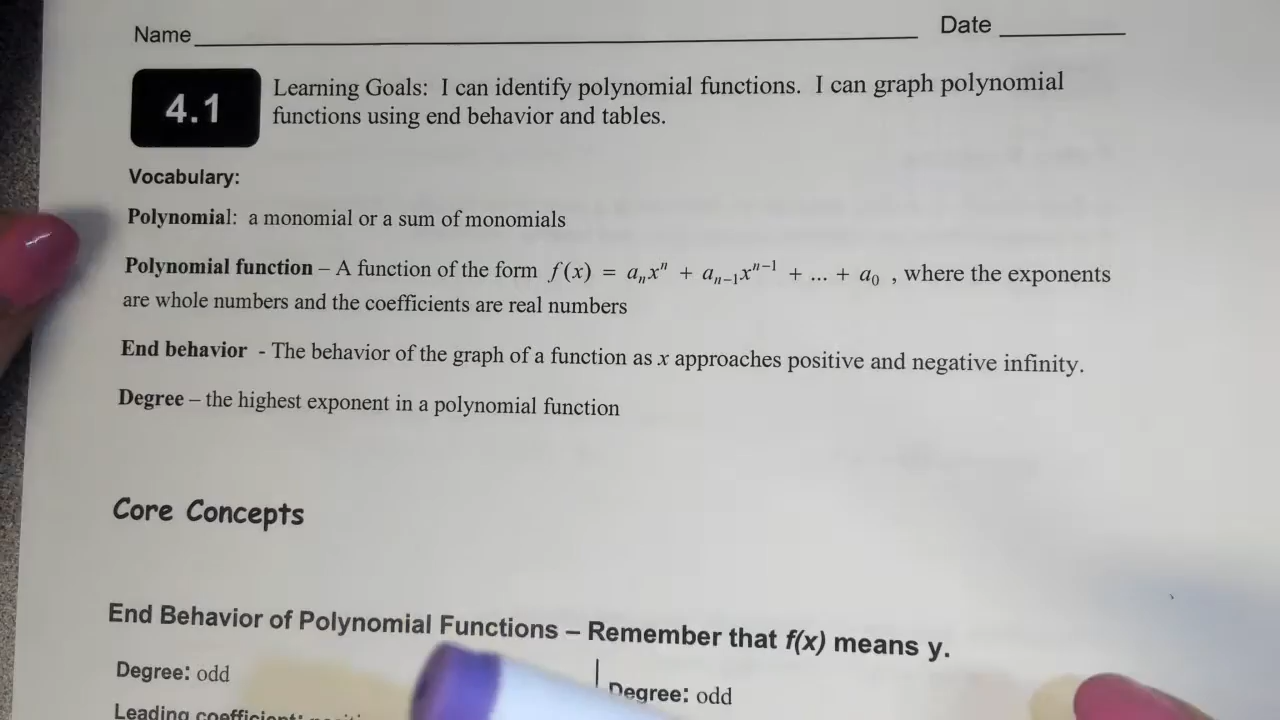 Name Date
4.1
Learning Goals: I can identify polynomial functions. I can graph polynomial
functions using end behavior and tables.
Vocabulary:
Polynomial: a monomial or a sum of monomials
Polynomial function – A function of the form f(x) = aₙxⁿ + aₙ₋₁xⁿ⁻¹ + ... + a₀ , where the exponents
are whole numbers and the coefficients are real numbers
End behavior - The behavior of the graph of a function as x approaches positive and negative infinity.
Degree – the highest exponent in a polynomial function
Core Concepts
End Behavior of Polynomial Functions – Remember that f(x) means y.
Degree: odd
Degree: odd
Leading coefficient: